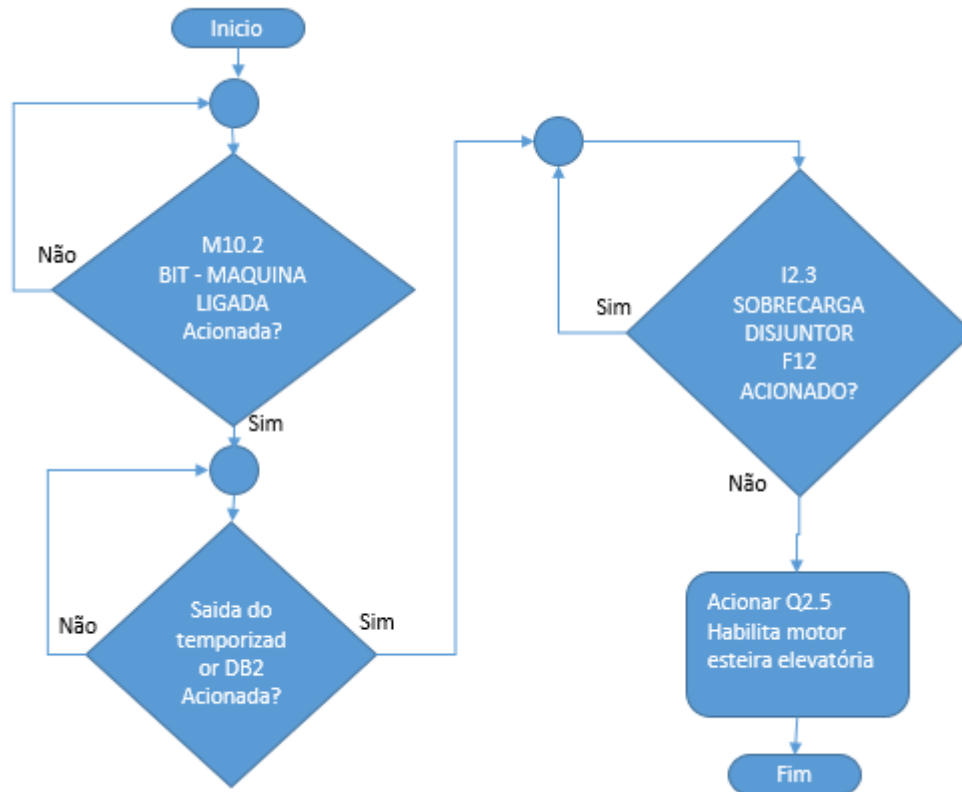 Inicio
Não
M10.2
BIT - MAQUINA
LIGADA
Acionada?
Sim
Não
Saida do
temporizad
or DB2
Acionada?
Sim
I2.3
SOBRECARGA
DISJUNTOR
F12
ACIONADO?
Sim
Não
Acionar Q2.5
Habilita motor
esteira elevatória
Fim